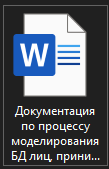 W
Документация
по процессу
моделирования
БД лиц, прини...